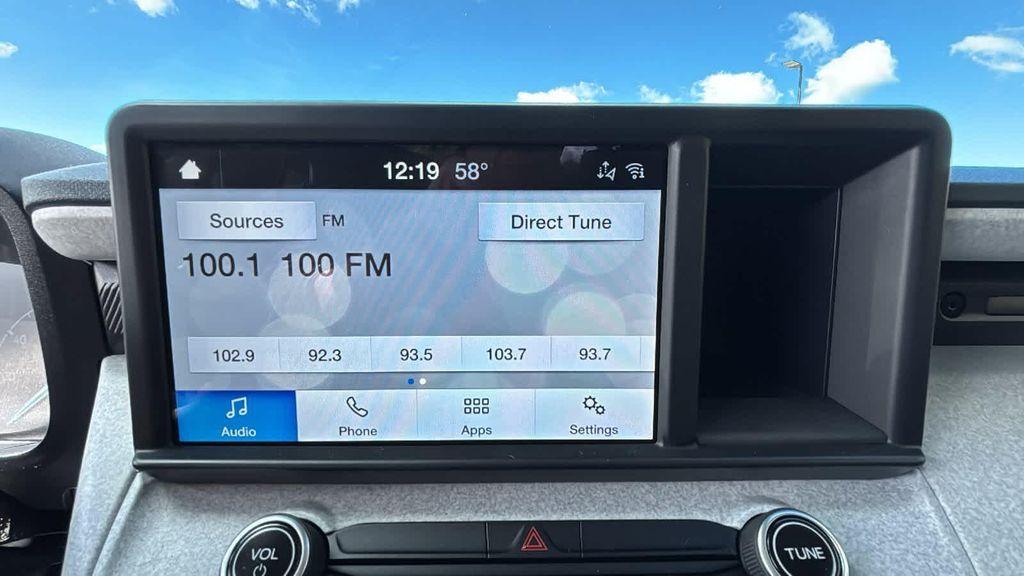 12:19 58°
Sources FM Direct Tune
100.1 100 FM
102.9 92.3 93.5 103.7 93.7
Audio Phone Apps Settings
VOL TUNE